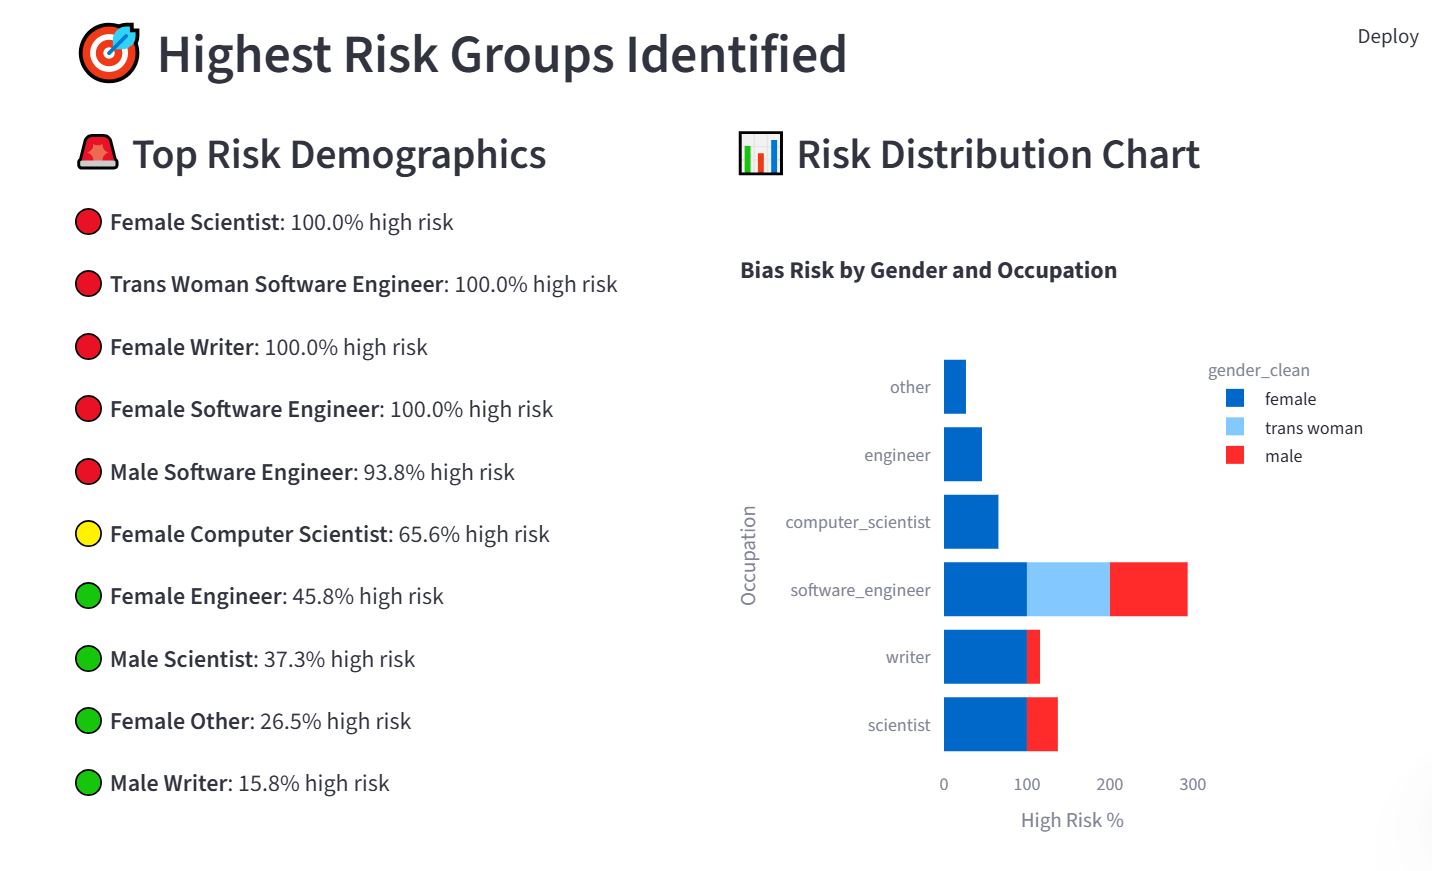 Deploy
Highest Risk Groups Identified
Top Risk Demographics
Female Scientist: 100.0% high risk
Trans Woman Software Engineer: 100.0% high risk
Female Writer: 100.0% high risk
Female Software Engineer: 100.0% high risk
Male Software Engineer: 93.8% high risk
Female Computer Scientist: 65.6% high risk
Female Engineer: 45.8% high risk
Male Scientist: 37.3% high risk
Female Other: 26.5% high risk
Male Writer: 15.8% high risk
Risk Distribution Chart
Bias Risk by Gender and Occupation
gender_clean
female
trans woman
male
Occupation
other
engineer
computer_scientist
software_engineer
writer
scientist
0 100 200 300
High Risk %